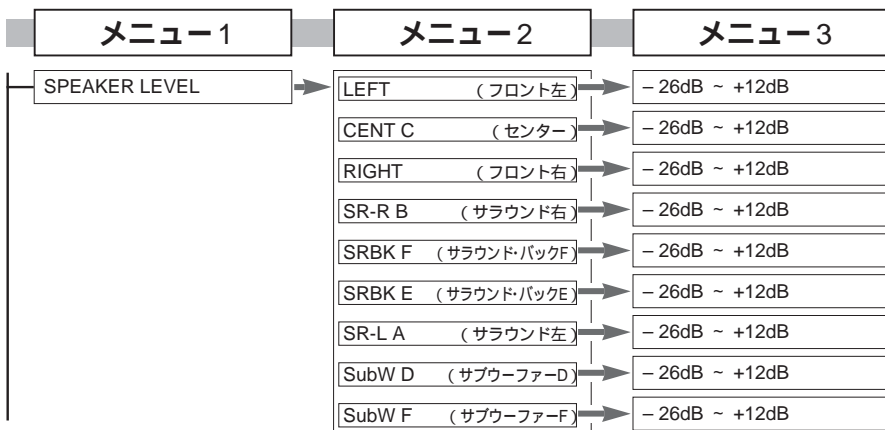 メニュー1 メニュー2 メニュー3
SPEAKER LEVEL LEFT (フロント左) – 26dB ~ +12dB
CENT C (センター) – 26dB ~ +12dB
RIGHT (フロント右) – 26dB ~ +12dB
SR-R B (サラウンド右) – 26dB ~ +12dB
SRBK F (サラウンド・バックF) – 26dB ~ +12dB
SRBK E (サラウンド・バックE) – 26dB ~ +12dB
SR-L A (サラウンド左) – 26dB ~ +12dB
SubW D (サブウーファーD) – 26dB ~ +12dB
SubW F (サブウーファーF) – 26dB ~ +12dB